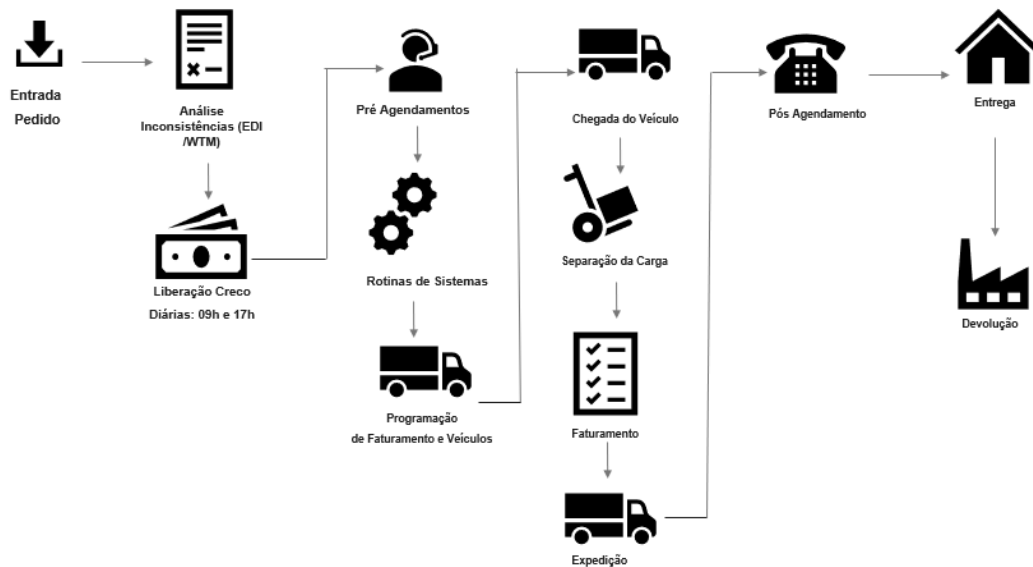 Entrada
Pedido
Análise
Inconsistências (EDI
/WTM)
Liberação Creco
Diárias: 09h e 17h
Pré Agendamentos
Rotinas de Sistemas
Programação
de Faturamento e Veículos
Chegada do Veículo
Separação da Carga
Faturamento
Expedição
Pós Agendamento
Entrega
Devolução